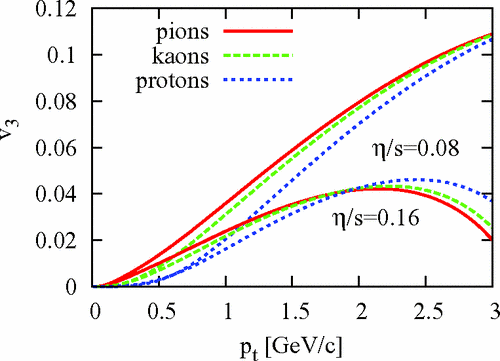 0.12
0.1
0.08
0.06
0.04
0.02
0
v3
pions
kaons
protons
η/s=0.08
η/s=0.16
0 0.5 1 1.5 2 2.5 3
pt [GeV/c]